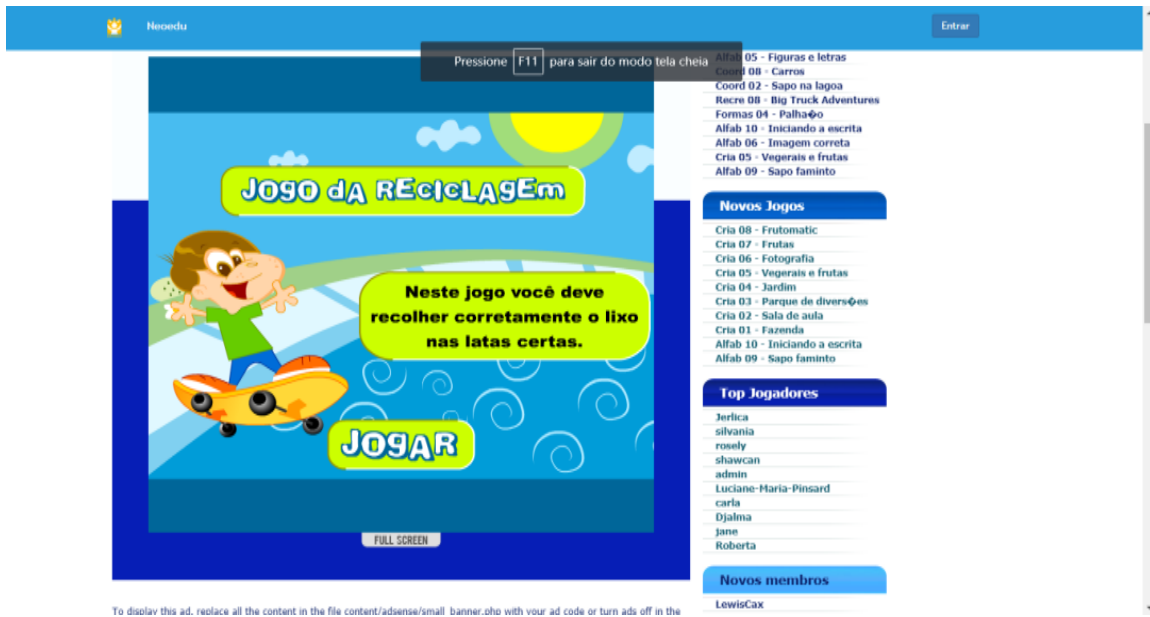 Neoedu
Entrar
Pressione F11 para sair do modo tela cheia
Alfab 05 - Figuras e letras
Coord 08 - Carros
Coord 02 - Sapo na lagoa
Recre 08 - Big Truck Adventures
Formas 04 - Palha�o
Alfab 10 - Iniciando a escrita
Alfab 06 - Imagem correta
Cria 05 - Vegerais e frutas
Alfab 09 - Sapo faminto
JOGO dA RECICLAGEm
Neste jogo você deve
recolher corretamente o lixo
nas latas certas.
JOGAR
FULL SCREEN
Novos Jogos
Cria 08 - Frutomatic
Cria 07 - Frutas
Cria 06 - Fotografia
Cria 05 - Vegerais e frutas
Cria 04 - Jardim
Cria 03 - Parque de divers�es
Cria 02 - Sala de aula
Cria 01 - Fazenda
Alfab 10 - Iniciando a escrita
Alfab 09 - Sapo faminto
Top Jogadores
Jerlica
silvania
rosely
shawcan
admin
Luciane-Maria-Pinsard
carla
Djalma
jane
Roberta
Novos membros
LewisCax
To display this ad, replace all the content in the file content/adsense/small_banner.php with your ad code or turn ads off in the